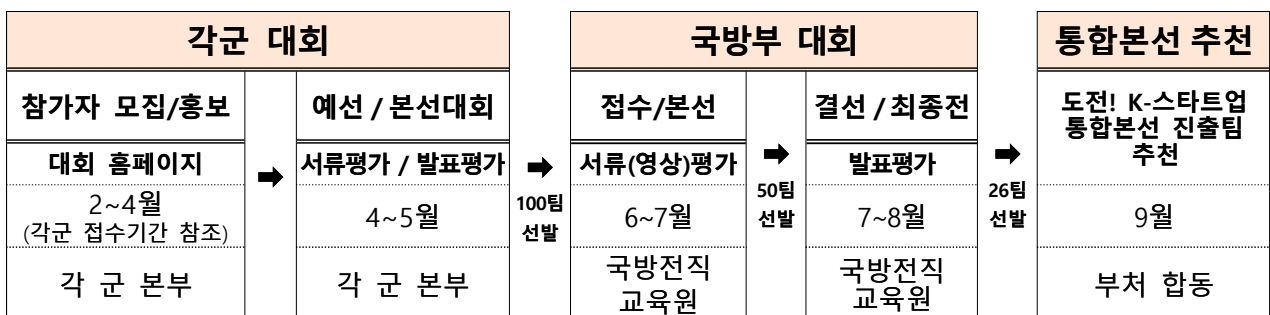 각군 대회
참가자 모집/홍보
대회 홈페이지
2~4월
(각군 접수기간 참조)
각 군 본부
➡
예선 / 본선대회
서류평가 / 발표평가
4~5월
각 군 본부
➡
100팀
선발
국방부 대회
접수/본선
서류(영상)평가
6~7월
국방전직
교육원
➡
50팀
선발
결선 / 최종전
발표평가
7~8월
국방전직
교육원
➡
26팀
선발
통합본선 추천
도전! K-스타트업
통합본선 진출팀
추천
9월
부처 합동